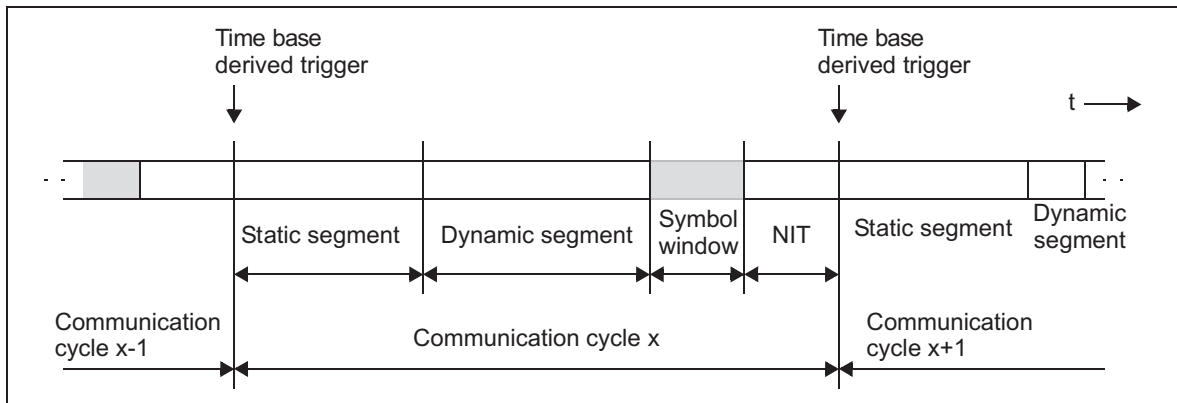 Time base
derived trigger
Time base
derived trigger
t
. .
. .
Static segment
Dynamic segment
Symbol
window
NIT
Static segment
Dynamic
segment
Communication
cycle x-1
Communication cycle x
Communication
cycle x+1